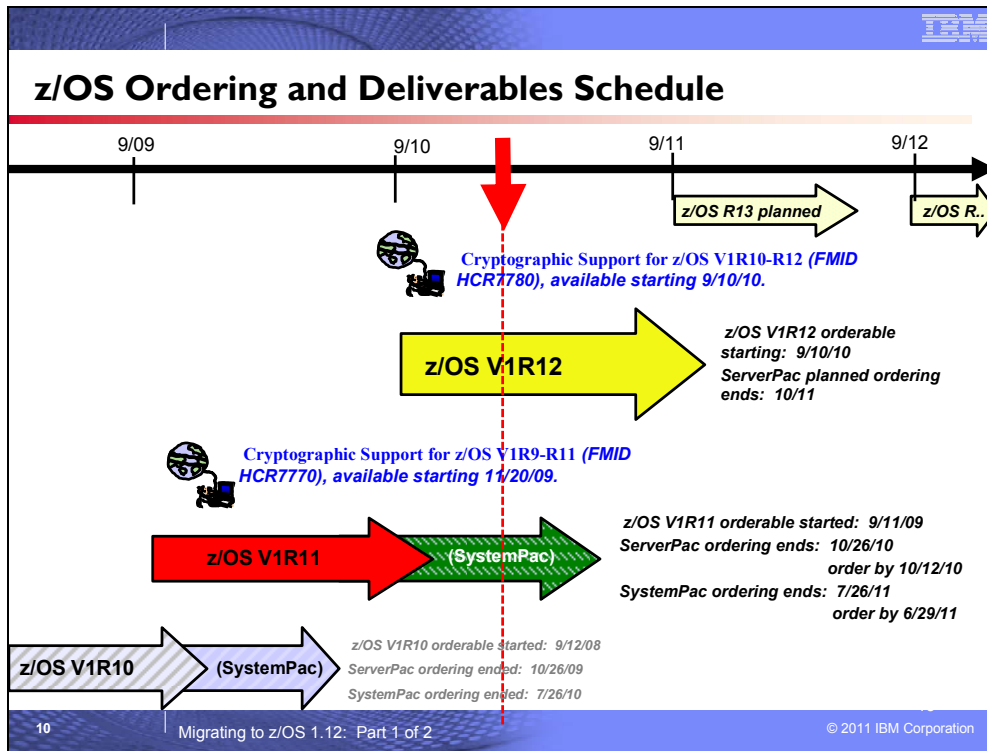 IBM
z/OS Ordering and Deliverables Schedule
9/09
9/10
9/11
9/12
z/OS R13 planned
z/OS R..
Cryptographic Support for z/OS V1R10-R12 (FMID
HCR7780), available starting 9/10/10.
z/OS V1R12
z/OS V1R12 orderable
starting: 9/10/10
ServerPac planned ordering
ends: 10/11
Cryptographic Support for z/OS V1R9-R11 (FMID
HCR7770), available starting 11/20/09.
z/OS V1R11
(SystemPac)
z/OS V1R11 orderable started: 9/11/09
ServerPac ordering ends: 10/26/10
order by 10/12/10
SystemPac ordering ends: 7/26/11
order by 6/29/11
z/OS V1R10
(SystemPac)
z/OS V1R10 orderable started: 9/12/08
ServerPac ordering ended: 10/26/09
SystemPac ordering ended: 7/26/10
10
Migrating to z/OS 1.12: Part 1 of 2
© 2011 IBM Corporation